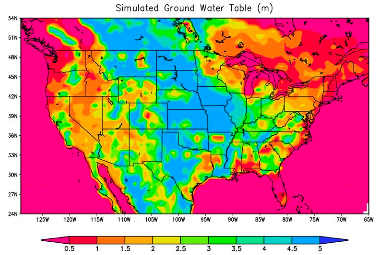 Simulated Ground Water Table (m)
54N
51N
48N
45N
42N
39N
36N
33N
30N
27N
24N
125W 120W 115W 110W 105W 100W 95W 90W 85W 80W 75W 70W 65W
0.5 1 1.5 2 2.5 3 3.5 4 4.5 5